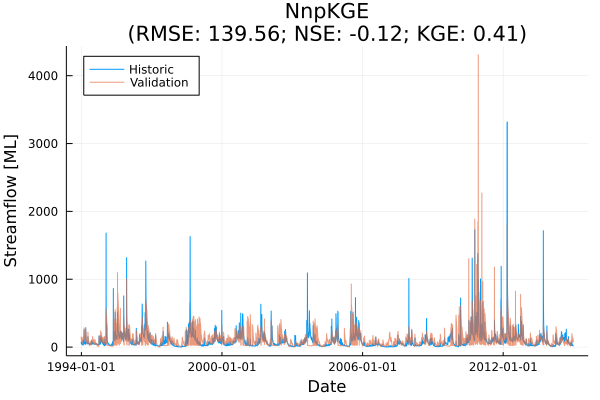 NnpKGE
(RMSE: 139.56; NSE: -0.12; KGE: 0.41)
Historic
Validation
Streamflow [ML]
4000
3000
2000
1000
0
1994-01-01
2000-01-01
2006-01-01
2012-01-01
Date